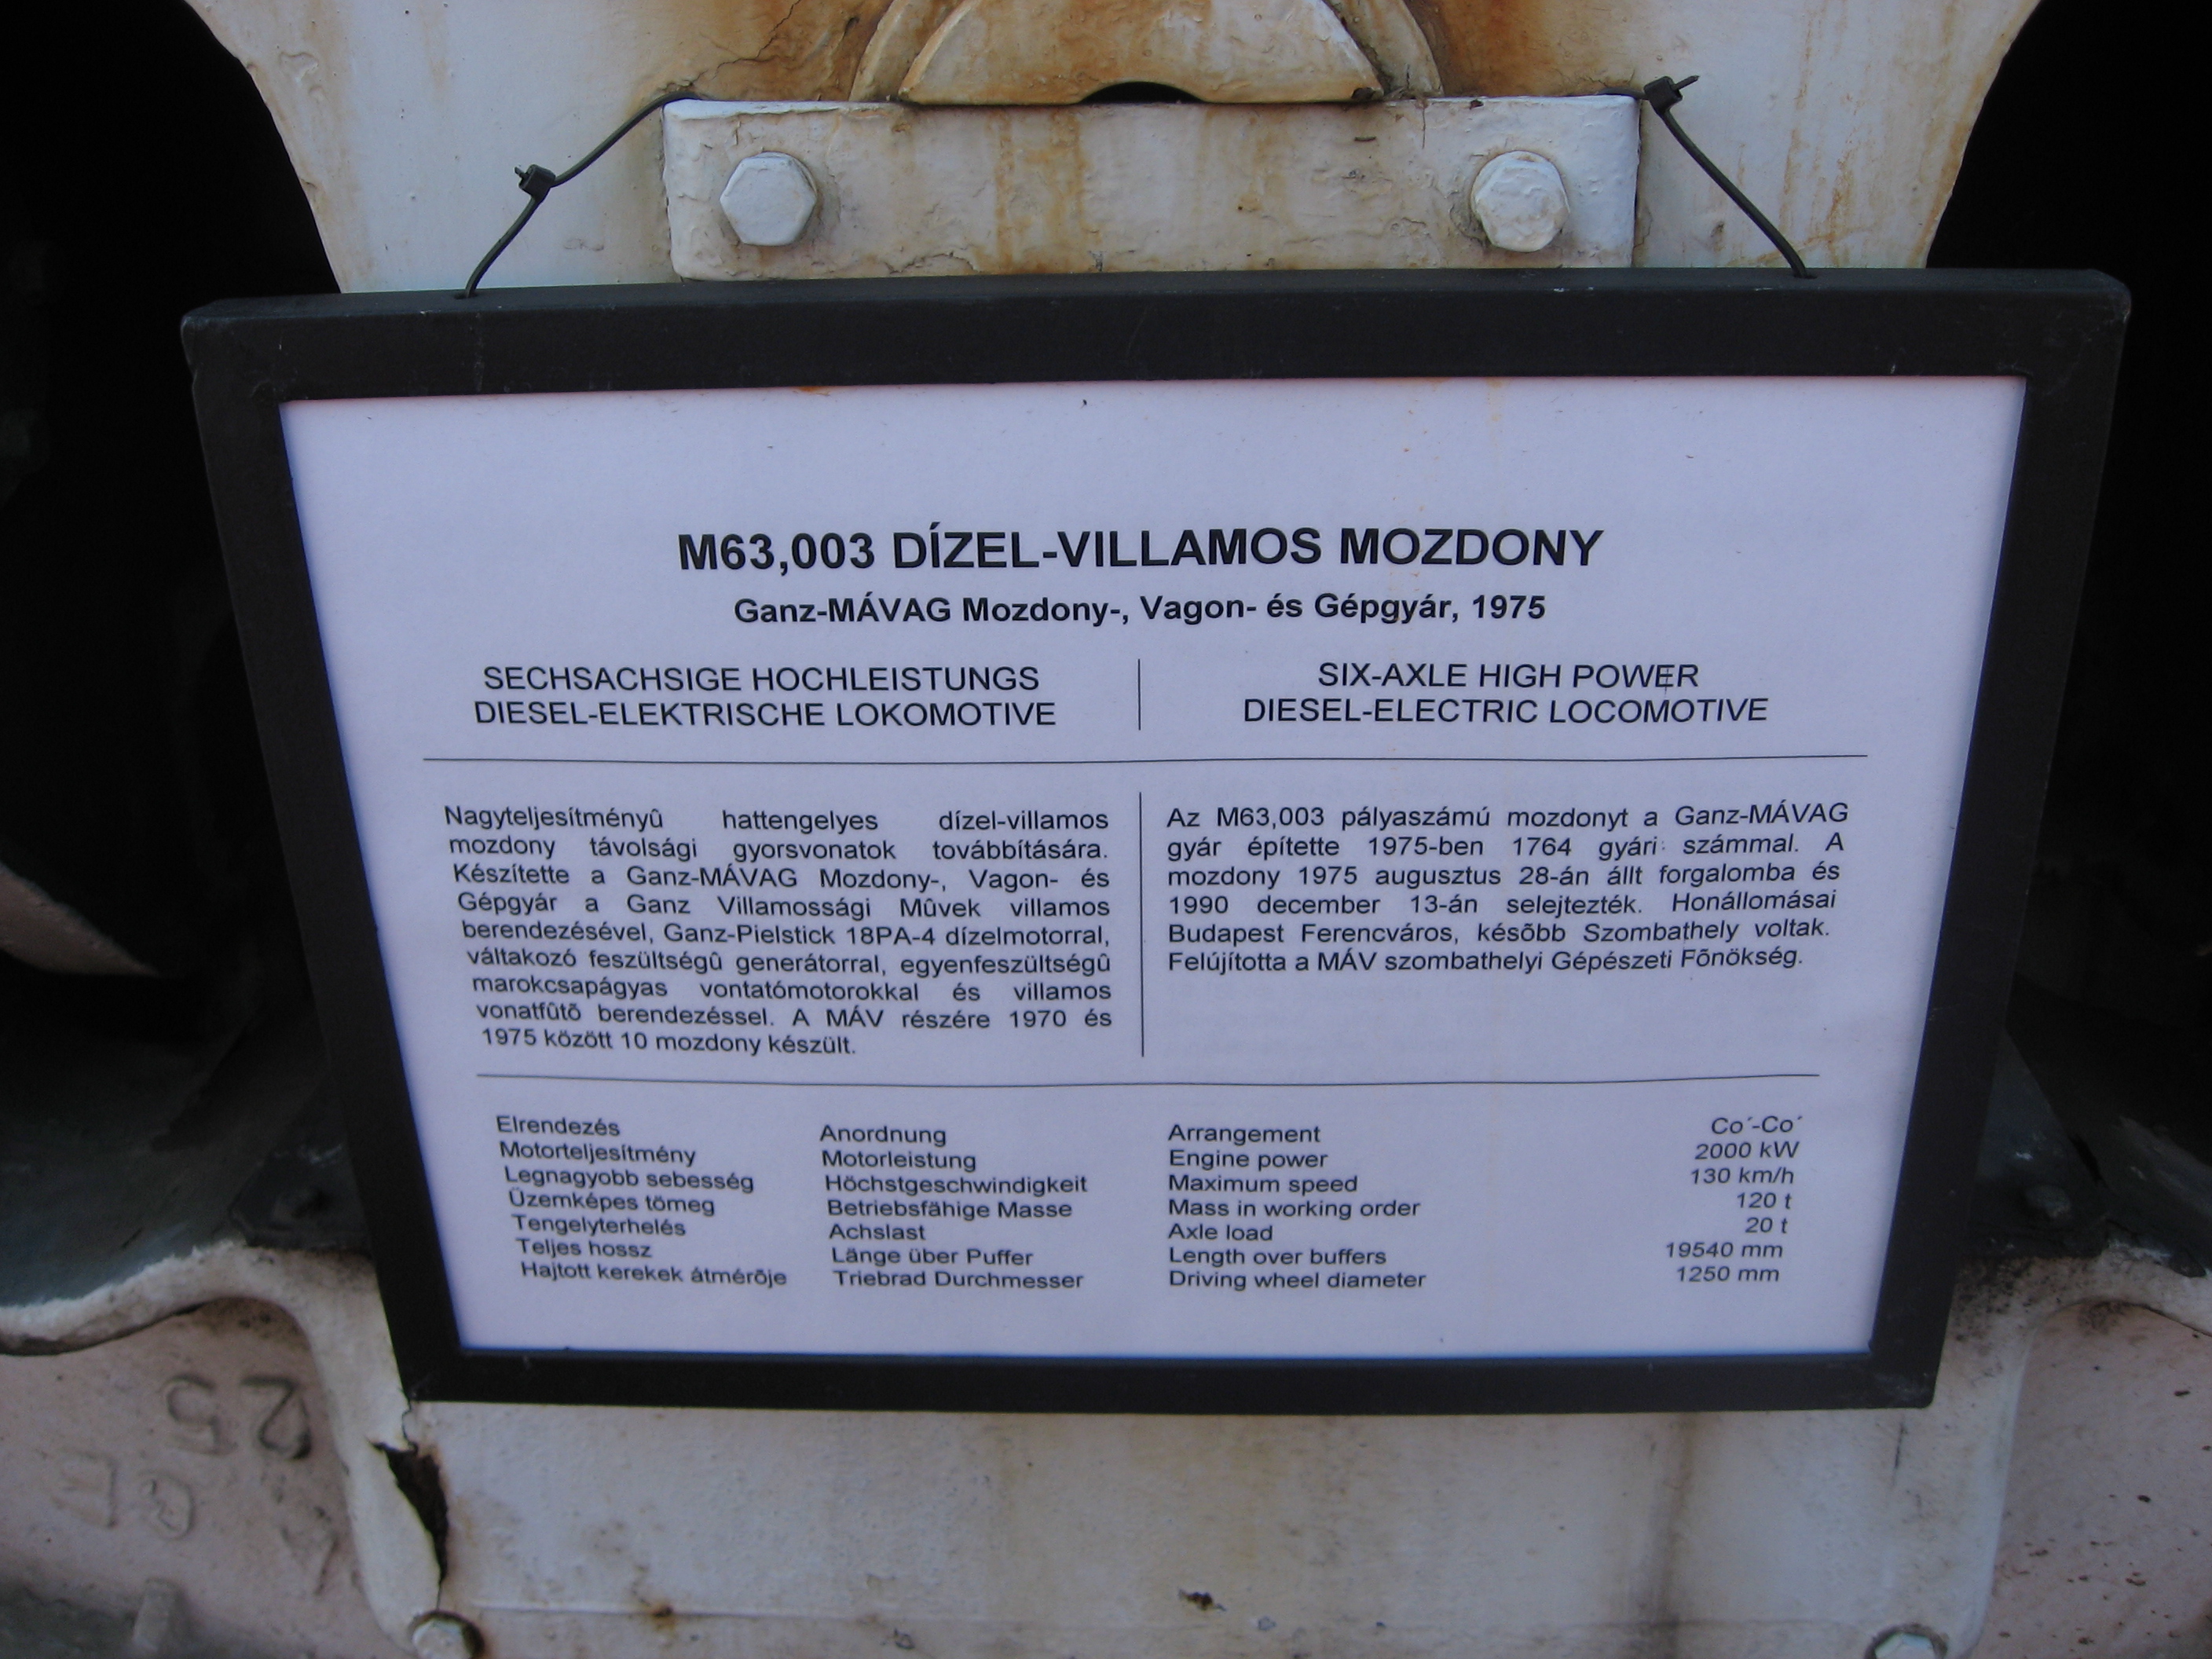 M63,003 DÍZEL-VILLAMOS MOZDONY
Ganz-MÁVAG Mozdony-, Vagon- és Gépgyár, 1975
SECHSACHSIGE HOCHLEISTUNGS
DIESEL-ELEKTRISCHE LOKOMOTIVE
SIX-AXLE HIGH POWER
DIESEL-ELECTRIC LOCOMOTIVE
Nagyteljesítményû hattengelyes dízel-villamos
mozdony távolsági gyorsvonatok továbbítására.
Készítette a Ganz-MÁVAG Mozdony-, Vagon- és
Gépgyár a Ganz Villamossági Mûvek villamos
berendezésével, Ganz-Pielstick 18PA-4 dízelmotorral,
váltakozó feszültségû generátorral, egyenfeszültségû
marokcsapágyas vontatómotorokkal és villamos
vonatfûtõ berendezéssel. A MÁV részére 1970 és
1975 között 10 mozdony készült.
Az M63,003 pályaszámú mozdonyt a Ganz-MÁVAG
gyár építette 1975-ben 1764 gyári számmal. A
mozdony 1975 augusztus 28-án állt forgalomba és
1990 december 13-án selejtezték. Honállomásai
Budapest Ferencváros, késõbb Szombathely voltak.
Felújította a MÁV szombathelyi Gépészeti Fõnökség.
Elrendezés Anordnung Arrangement Co´-Co´
Motorteljesítmény Motorleistung Engine power 2000 kW
Legnagyobb sebesség Höchstgeschwindigkeit Maximum speed 130 km/h
Üzemképes tömeg Betriebsfähige Masse Mass in working order 120 t
Tengelyterhelés Achslast Axle load 20 t
Teljes hossz Länge über Puffer Length over buffers 19540 mm
Hajtott kerekek átmérõje Triebrad Durchmesser Driving wheel diameter 1250 mm
25